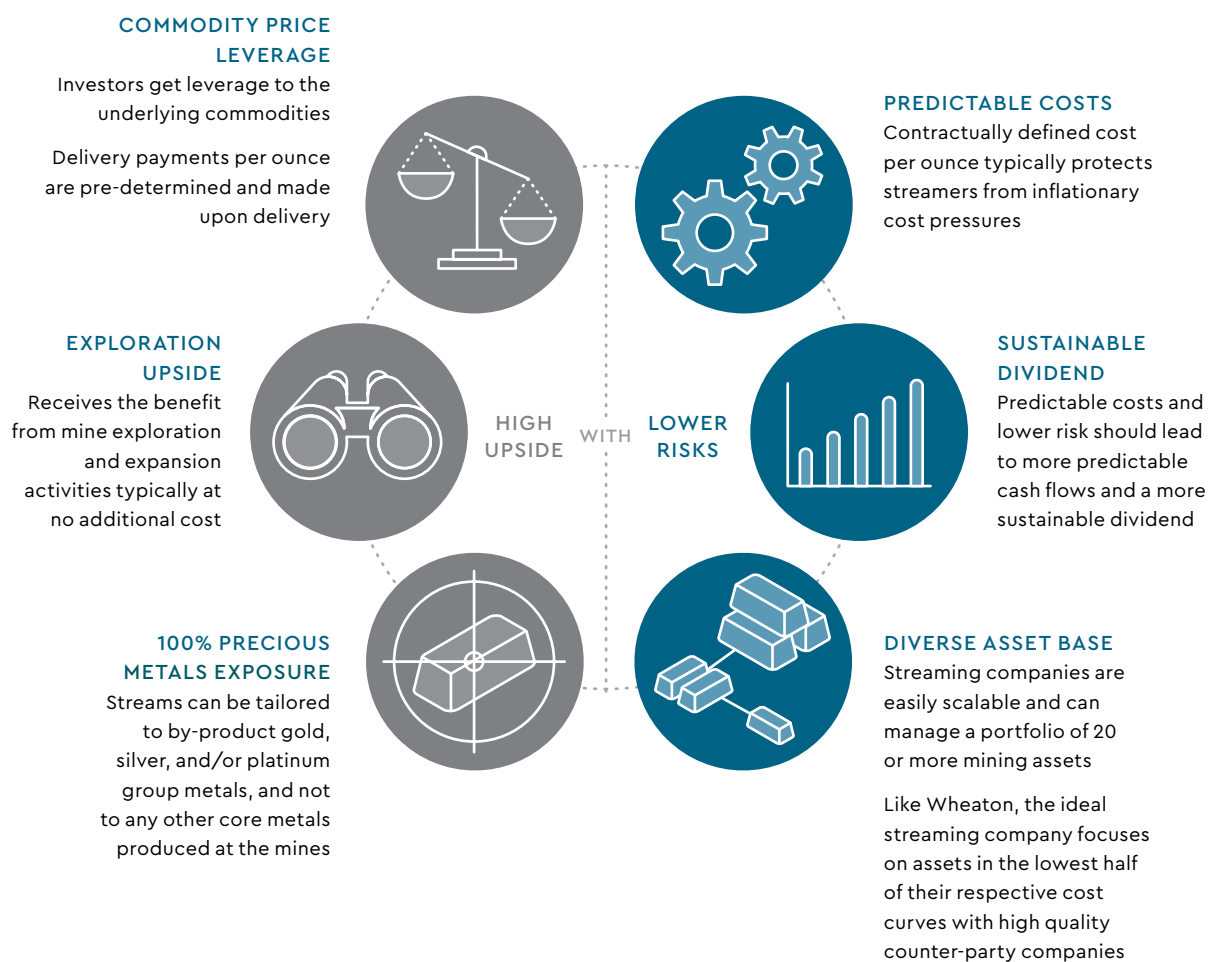 COMMODITY PRICE
LEVERAGE
Investors get leverage to the
underlying commodities
Delivery payments per ounce
are pre-determined and made
upon delivery
EXPLORATION
UPSIDE
Receives the benefit
from mine exploration
and expansion
activities typically at
no additional cost
100% PRECIOUS
METALS EXPOSURE
Streams can be tailored
to by-product gold,
silver, and/or platinum
group metals, and not
to any other core metals
produced at the mines
HIGH
UPSIDE
WITH
LOWER
RISKS
PREDICTABLE COSTS
Contractually defined cost
per ounce typically protects
streamers from inflationary
cost pressures
SUSTAINABLE
DIVIDEND
Predictable costs and
lower risk should lead
to more predictable
cash flows and a more
sustainable dividend
DIVERSE ASSET BASE
Streaming companies are
easily scalable and can
manage a portfolio of 20
or more mining assets
Like Wheaton, the ideal
streaming company focuses
on assets in the lowest half
of their respective cost
curves with high quality
counter-party companies